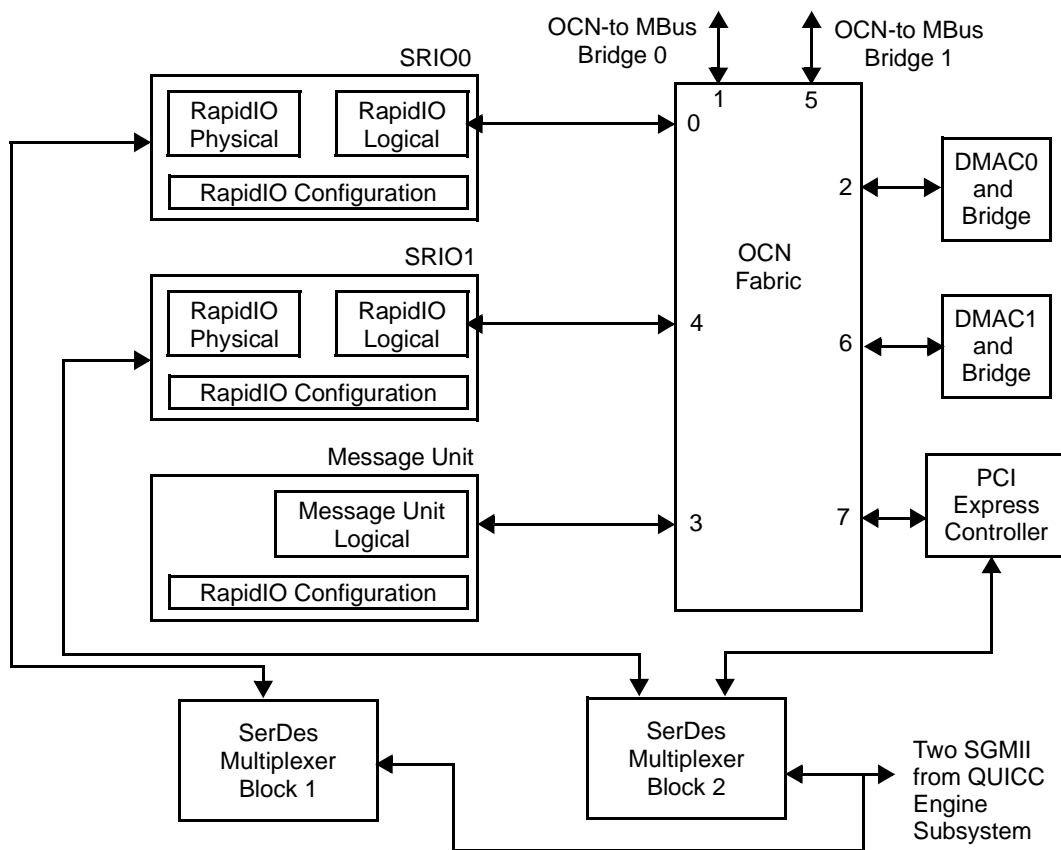 OCN-to MBus
Bridge 0
OCN-to MBus
Bridge 1
SRIO0
RapidIO
Physical
RapidIO
Logical
RapidIO Configuration
1
5
0
2
DMAC0
and
Bridge
OCN
Fabric
SRIO1
RapidIO
Physical
RapidIO
Logical
RapidIO Configuration
4
6
DMAC1
and
Bridge
Message Unit
Message Unit
Logical
RapidIO Configuration
3
7
PCI
Express
Controller
SerDes
Multiplexer
Block 1
SerDes
Multiplexer
Block 2
Two SGMII
from QUICC
Engine
Subsystem